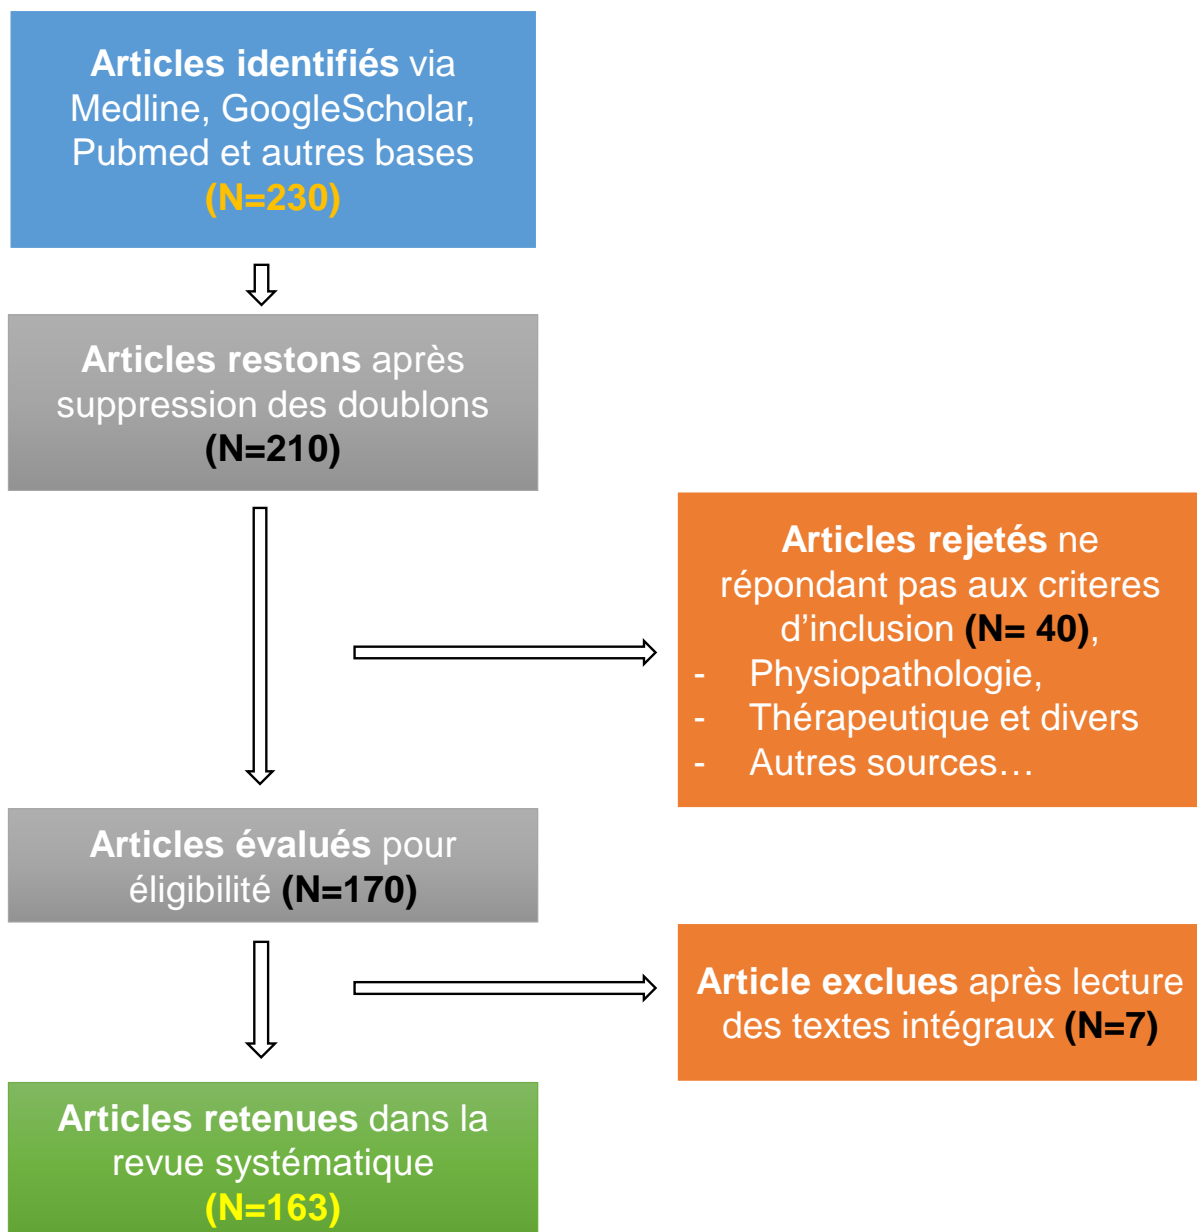 Articles identifiés via
Medline, GoogleScholar,
Pubmed et autres bases
(N=230)
Articles restons après
suppression des doublons
(N=210)
Articles rejetés ne
répondant pas aux criteres
d’inclusion (N= 40),
- Physiopathologie,
- Thérapeutique et divers
- Autres sources…
Articles évalués pour
éligibilité (N=170)
Article exclues après lecture
des textes intégraux (N=7)
Articles retenues dans la
revue systématique
(N=163)